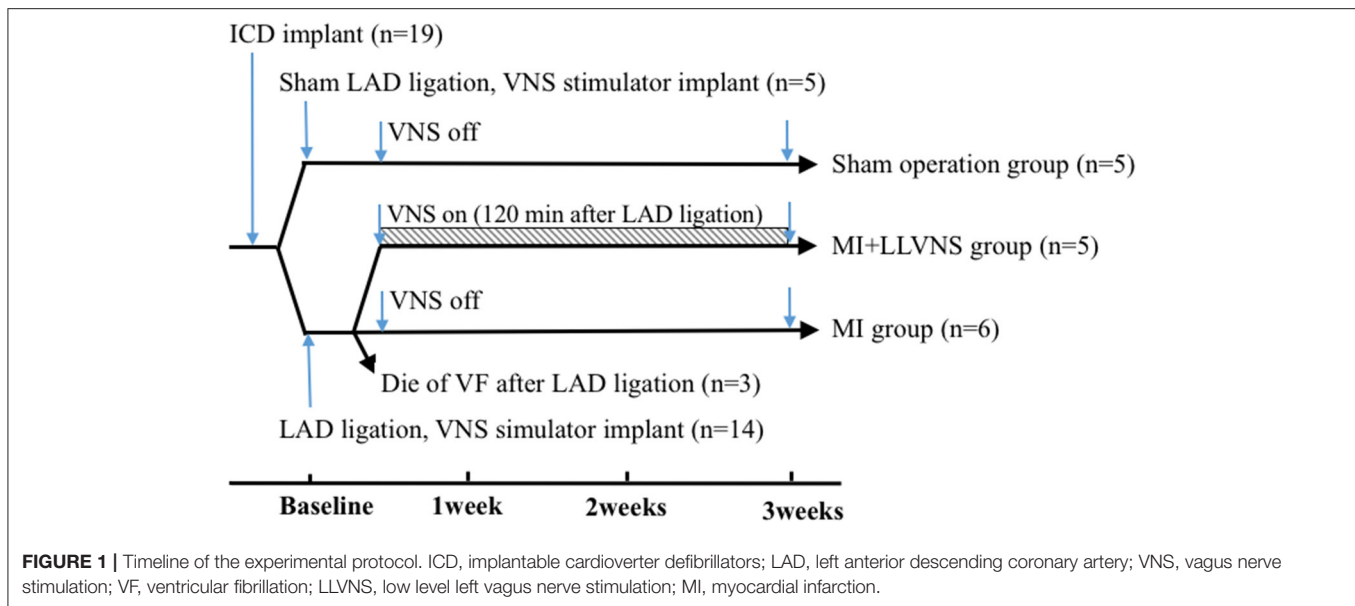 ICD implant (n=19)
Sham LAD ligation, VNS stimulator implant (n=5)
VNS off
Sham operation group (n=5)
VNS on (120 min after LAD ligation)
MI+LLVNS group (n=5)
VNS off
MI group (n=6)
Die of VF after LAD ligation (n=3)
LAD ligation, VNS simulator implant (n=14)
Baseline 1week 2weeks 3weeks
FIGURE 1 | Timeline of the experimental protocol. ICD, implantable cardioverter defibrillators; LAD, left anterior descending coronary artery; VNS, vagus nerve
stimulation; VF, ventricular fibrillation; LLVNS, low level left vagus nerve stimulation; MI, myocardial infarction.